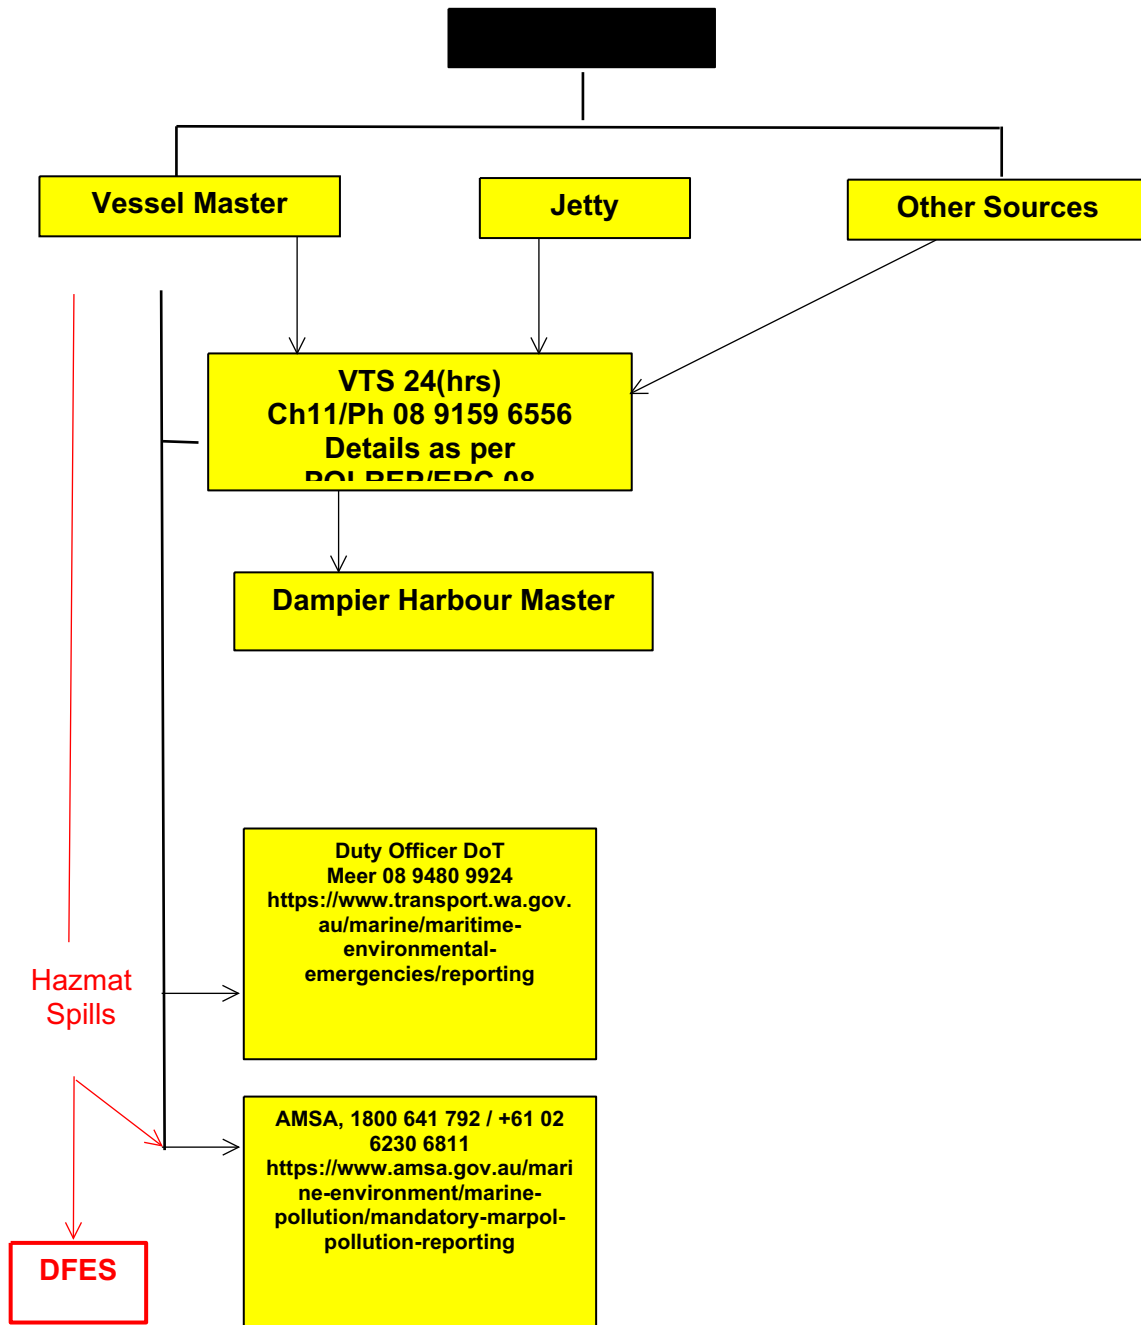 Vessel Master
Jetty
Other Sources
VTS 24(hrs)
Ch11/Ph 08 9159 6556
Details as per
POLREP/ERC 08
Dampier Harbour Master
Duty Officer DoT
Meer 08 9480 9924
https://www.transport.wa.gov.
au/marine/maritime-
environmental-
emergencies/reporting
Hazmat
Spills
AMSA, 1800 641 792 / +61 02
6230 6811
https://www.amsa.gov.au/mari
ne-environment/marine-
pollution/mandatory-marpol-
pollution-reporting
DFES